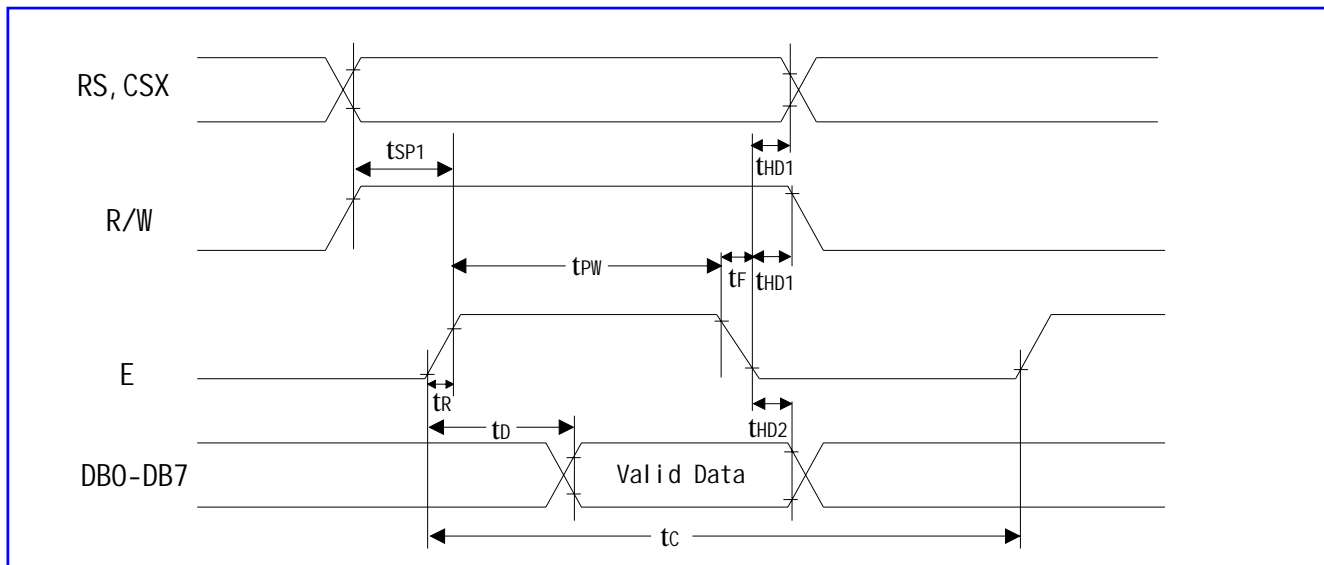 RS, CSX
tSP1
tHD1
R/W
tPW
tF
tHD1
E
tR
tD
tHD2
DB0-DB7
Valid Data
tC